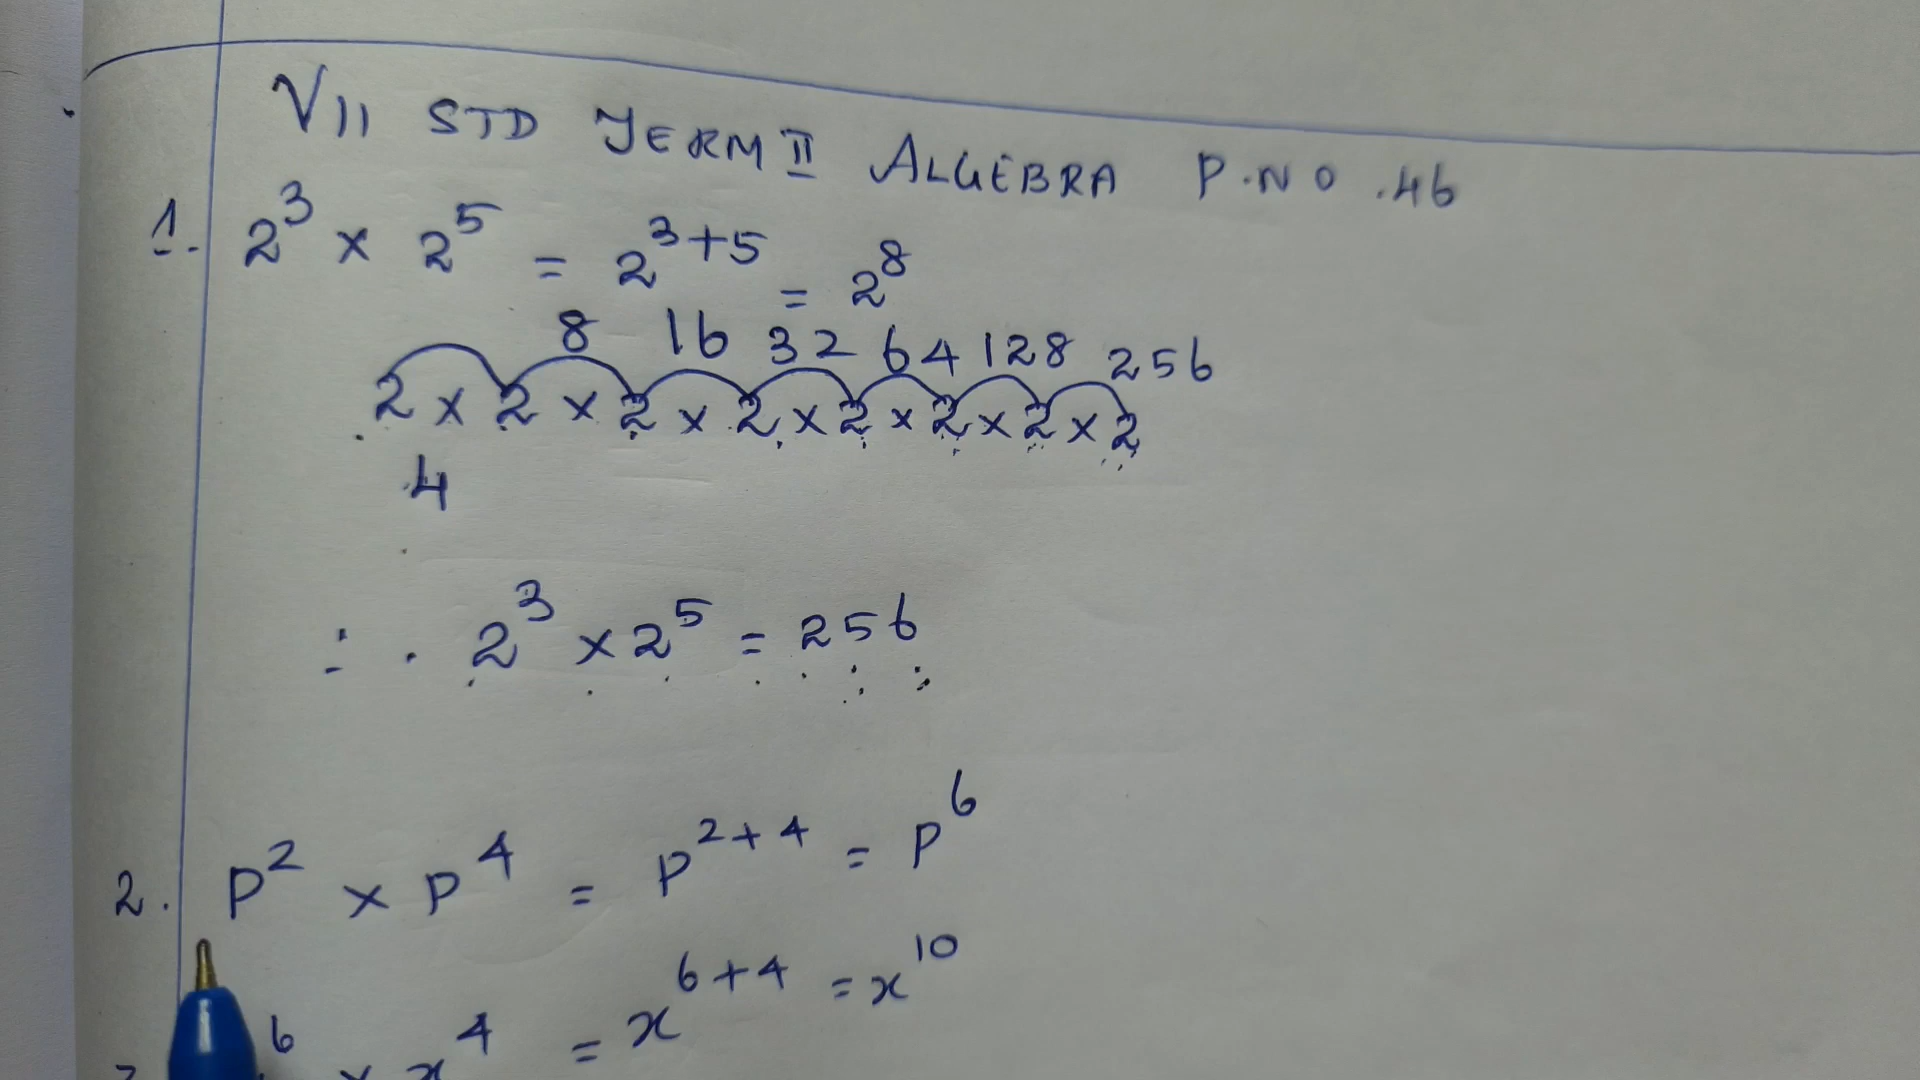 VII STD TERM II ALGEBRA P.NO.46
1. 2³ × 2⁵ = 2³⁺⁵ = 2⁸
8 16 32 64 128 256
2 × 2 × 2 × 2 × 2 × 2 × 2 × 2
4
∴ 2³ × 2⁵ = 256
2. P² × P⁴ = P²⁺⁴ = P⁶
⁶ × x⁴ = x⁶⁺⁴ = x¹⁰